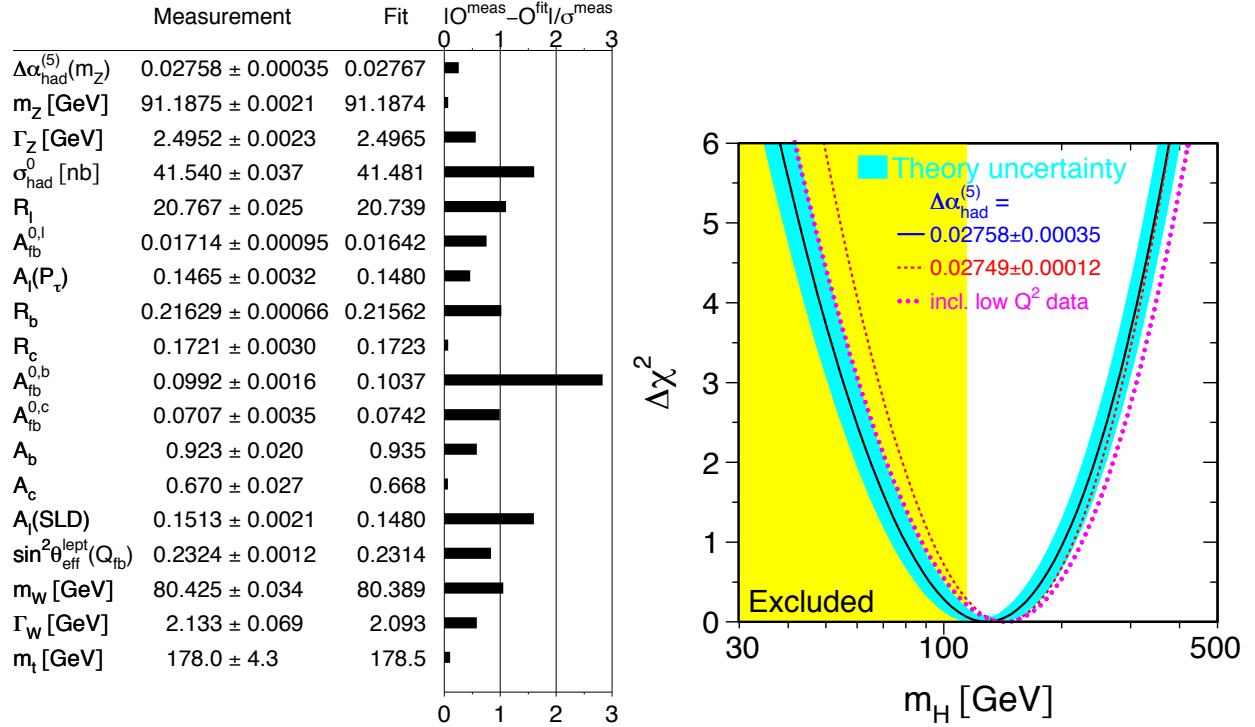 Measurement Fit |O^meas–O^fit|/σ^meas
0 1 2 3
Δα_had^(5)(m_Z) 0.02758 ± 0.00035 0.02767
m_Z [GeV] 91.1875 ± 0.0021 91.1874
Γ_Z [GeV] 2.4952 ± 0.0023 2.4965
σ_had^0 [nb] 41.540 ± 0.037 41.481
R_l 20.767 ± 0.025 20.739
A_fb^0,l 0.01714 ± 0.00095 0.01642
A_l(P_τ) 0.1465 ± 0.0032 0.1480
R_b 0.21629 ± 0.00066 0.21562
R_c 0.1721 ± 0.0030 0.1723
A_fb^0,b 0.0992 ± 0.0016 0.1037
A_fb^0,c 0.0707 ± 0.0035 0.0742
A_b 0.923 ± 0.020 0.935
A_c 0.670 ± 0.027 0.668
A_l(SLD) 0.1513 ± 0.0021 0.1480
sin²θ_eff^lept(Q_fb) 0.2324 ± 0.0012 0.2314
m_W [GeV] 80.425 ± 0.034 80.389
Γ_W [GeV] 2.133 ± 0.069 2.093
m_t [GeV] 178.0 ± 4.3 178.5
0 1 2 3
6
5
4
3
2
1
0
Δχ²
Theory uncertainty
Δα_had^(5) =
0.02758±0.00035
0.02749±0.00012
incl. low Q² data
Excluded
30 100 500
m_H [GeV]